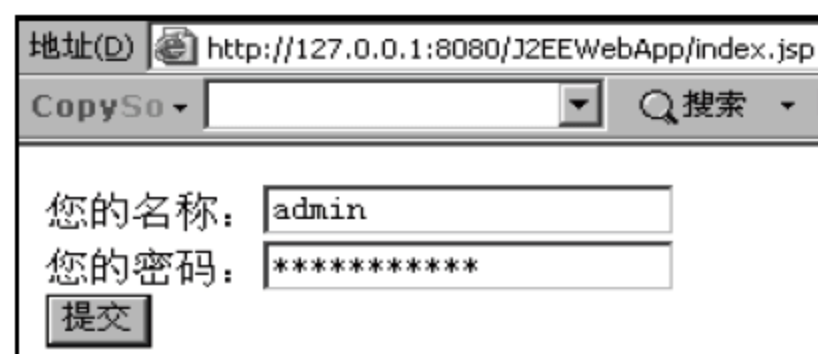 地址(D) http://127.0.0.1:8080/J2EEWebApp/index.jsp
CopySo 搜索
您的名称： admin
您的密码： ***********
提交